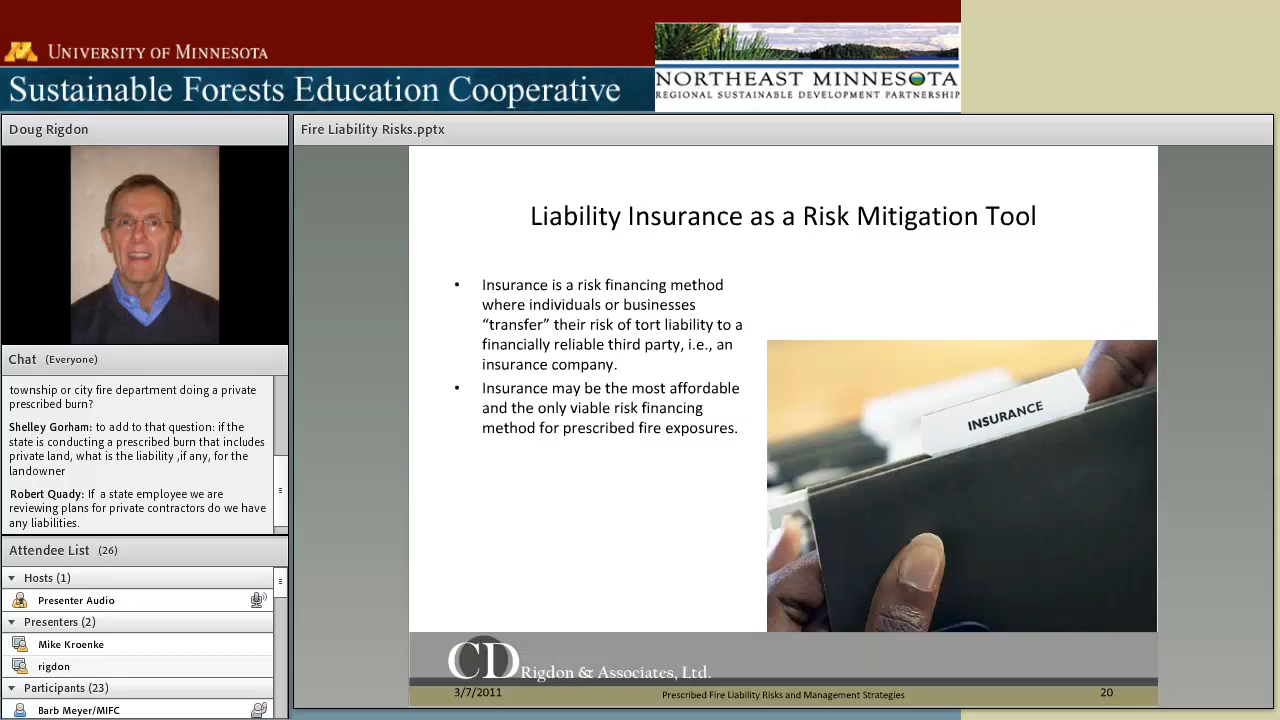 UNIVERSITY OF MINNESOTA
Sustainable Forests Education Cooperative
NORTHEAST MINNESOTA
REGIONAL SUSTAINABLE DEVELOPMENT PARTNERSHIP
Doug Rigdon
Chat (Everyone)
township or city fire department doing a private
prescribed burn?
Shelley Gorham: to add to that question: if the
state is conducting a prescribed burn that includes
private land, what is the liability ,if any, for the
landowner
Robert Quady: If a state employee we are
reviewing plans for private contractors do we have
any liabilities.
Attendee List (26)
Hosts (1)
Presenter Audio
Presenters (2)
Mike Kroenke
rigdon
Participants (23)
Barb Meyer/MIFC
Fire Liability Risks.pptx
Liability Insurance as a Risk Mitigation Tool
• Insurance is a risk financing method
where individuals or businesses
“transfer” their risk of tort liability to a
financially reliable third party, i.e., an
insurance company.
• Insurance may be the most affordable
and the only viable risk financing
method for prescribed fire exposures.
INSURANCE
CD Rigdon & Associates, Ltd.
3/7/2011
Prescribed Fire Liability Risks and Management Strategies
20